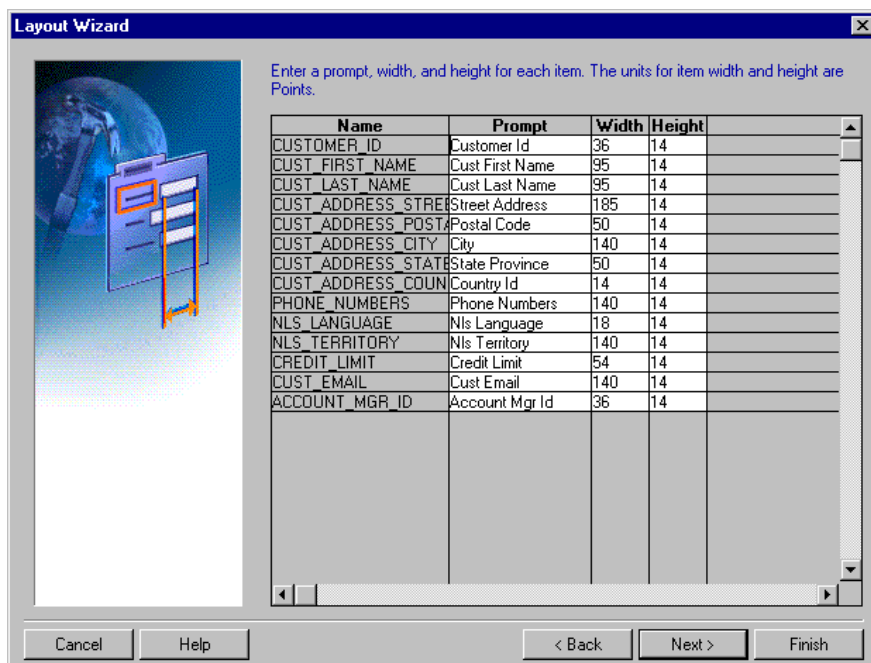 Layout Wizard
Enter a prompt, width, and height for each item. The units for item width and height are
Points.
Name Prompt Width Height
CUSTOMER_ID Customer Id 36 14
CUST_FIRST_NAME Cust First Name 95 14
CUST_LAST_NAME Cust Last Name 95 14
CUST_ADDRESS_STREE Street Address 185 14
CUST_ADDRESS_POSTA Postal Code 50 14
CUST_ADDRESS_CITY City 140 14
CUST_ADDRESS_STATE State Province 50 14
CUST_ADDRESS_COUN Country Id 14 14
PHONE_NUMBERS Phone Numbers 140 14
NLS_LANGUAGE Nls Language 18 14
NLS_TERRITORY Nls Territory 140 14
CREDIT_LIMIT Credit Limit 54 14
CUST_EMAIL Cust Email 140 14
ACCOUNT_MGR_ID Account Mgr Id 36 14
Cancel Help < Back Next > Finish